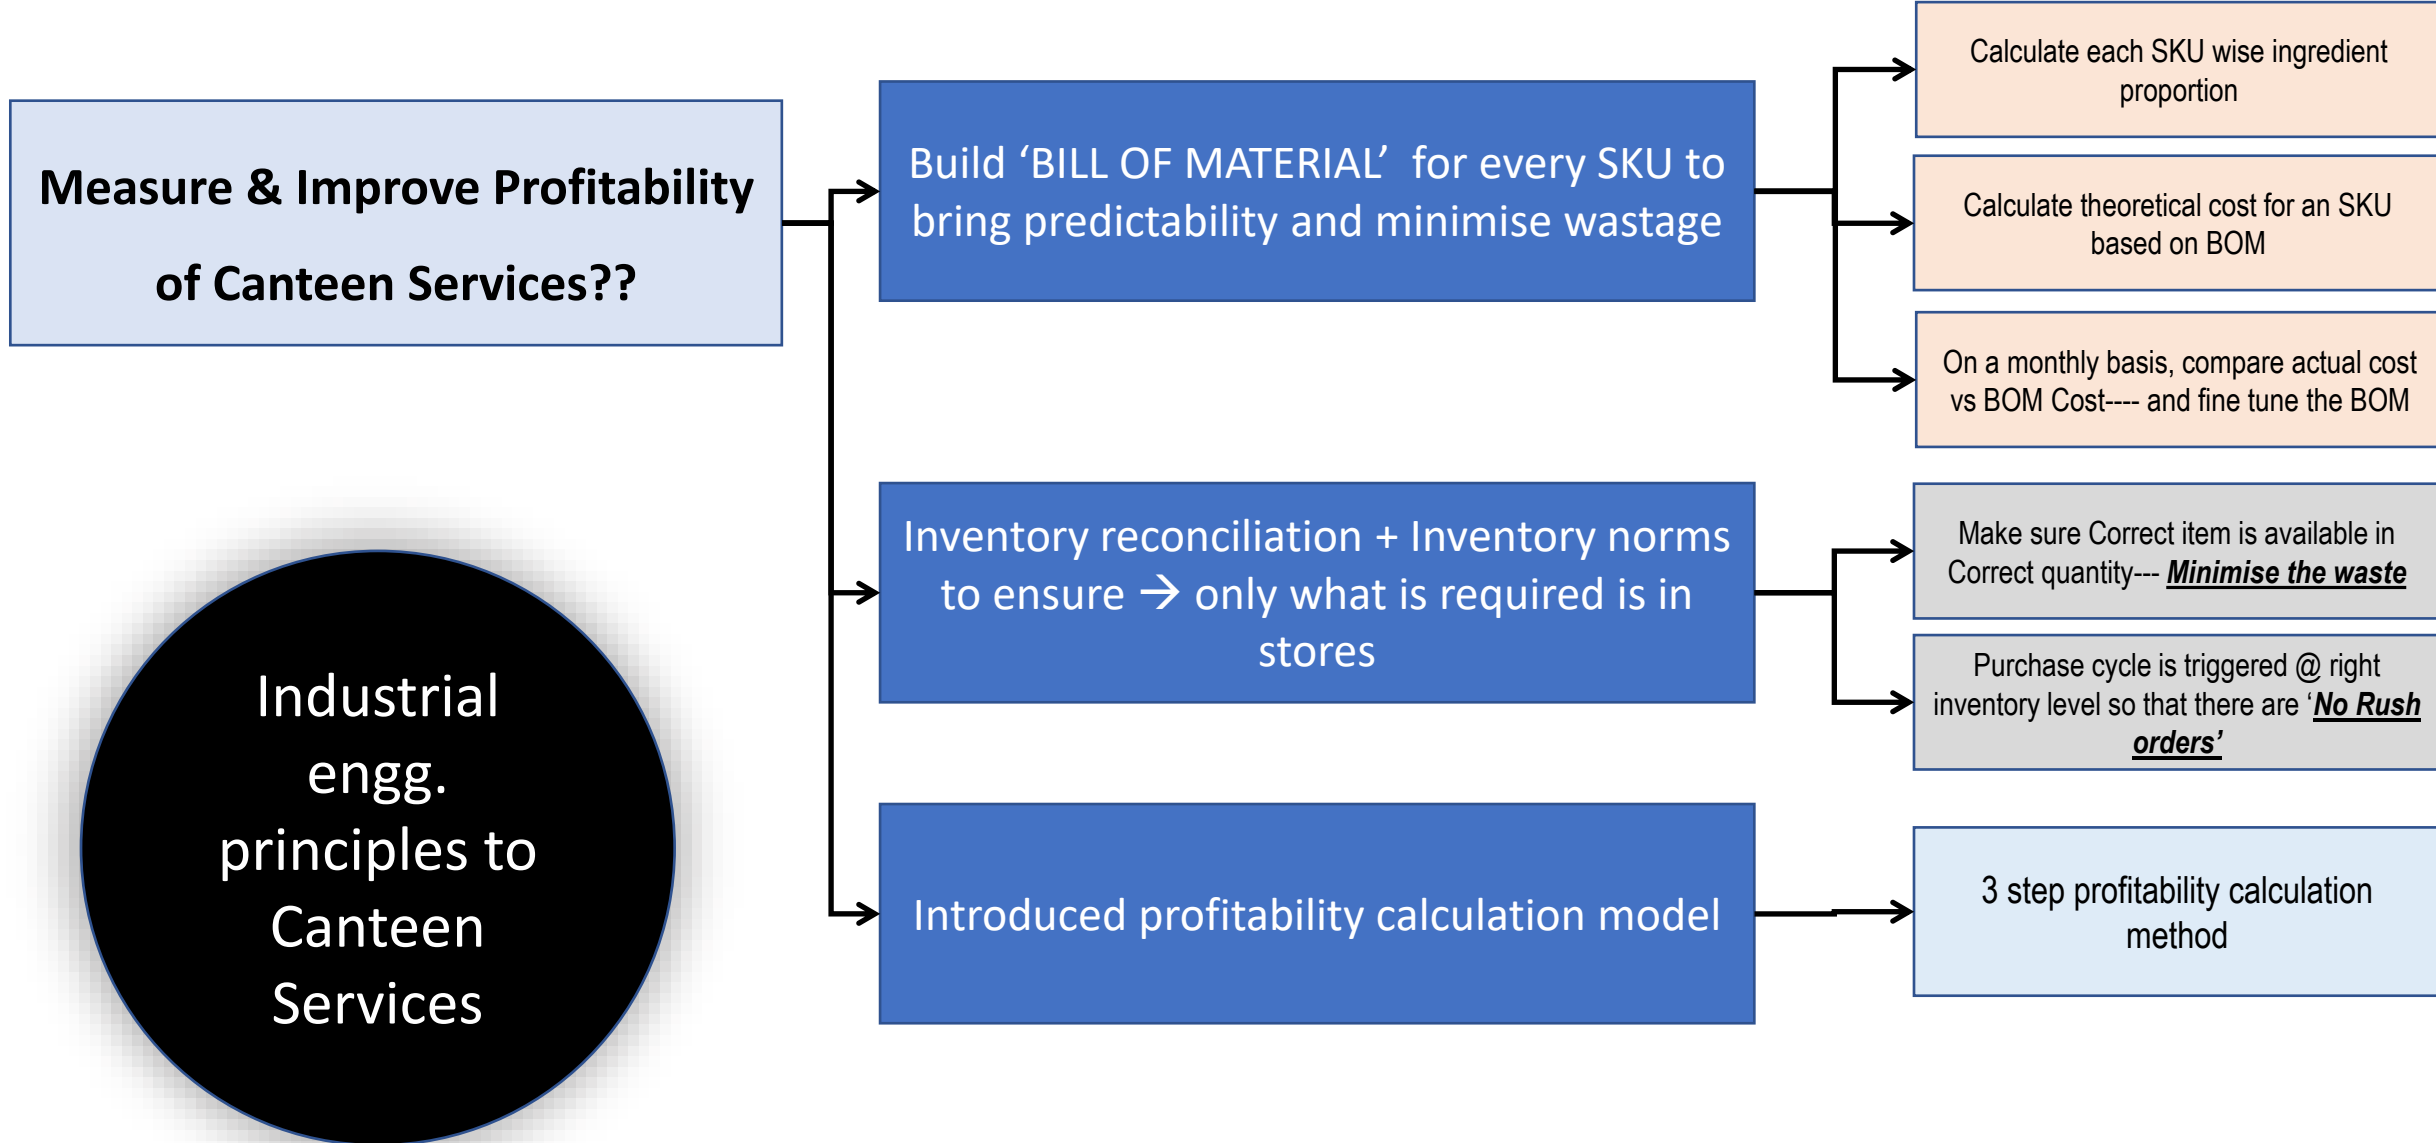 Measure & Improve Profitability
of Canteen Services??
Build ‘BILL OF MATERIAL’  for every SKU to
bring predictability and minimise wastage
Calculate each SKU wise ingredient
proportion
Calculate theoretical cost for an SKU
based on BOM
On a monthly basis, compare actual cost
vs BOM Cost---- and fine tune the BOM
Inventory reconciliation + Inventory norms
to ensure → only what is required is in
stores
Make sure Correct item is available in
Correct quantity--- Minimise the waste
Purchase cycle is triggered @ right
inventory level so that there are ‘No Rush
orders’
Introduced profitability calculation model
3 step profitability calculation
method
Industrial
engg.
principles to
Canteen
Services